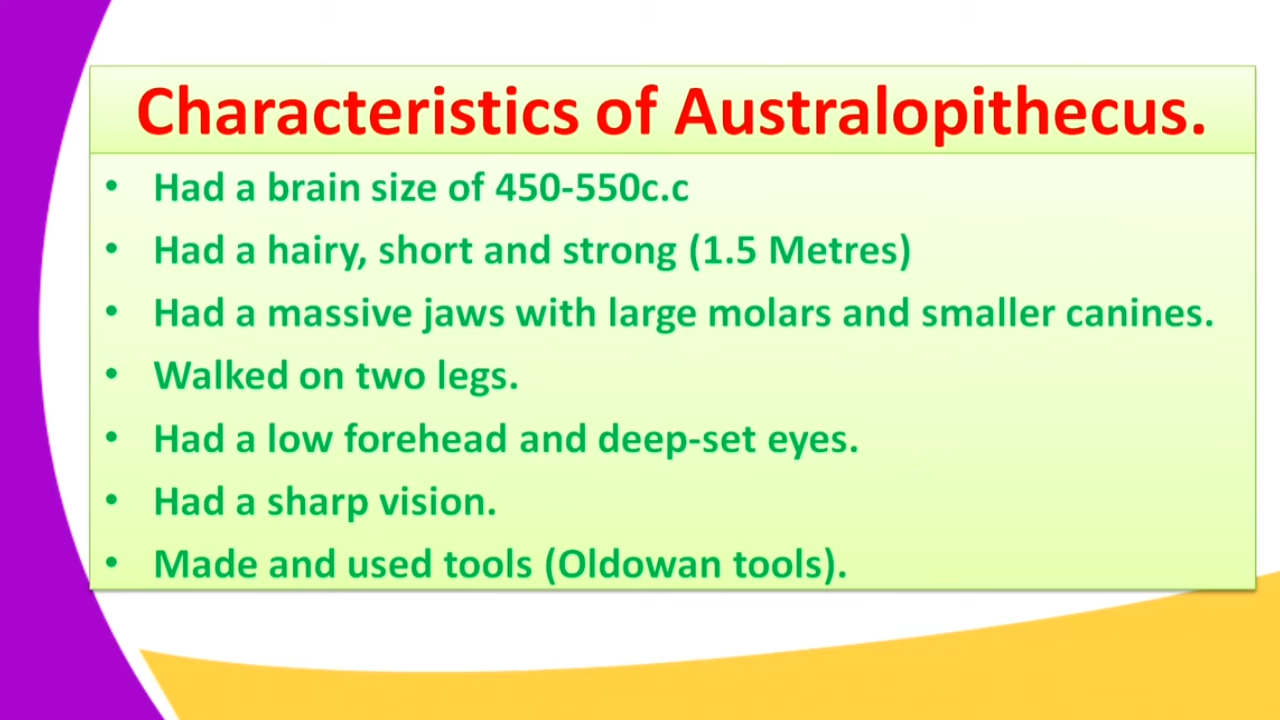 Characteristics of Australopithecus.
• Had a brain size of 450-550c.c
• Had a hairy, short and strong (1.5 Metres)
• Had a massive jaws with large molars and smaller canines.
• Walked on two legs.
• Had a low forehead and deep-set eyes.
• Had a sharp vision.
• Made and used tools (Oldowan tools).